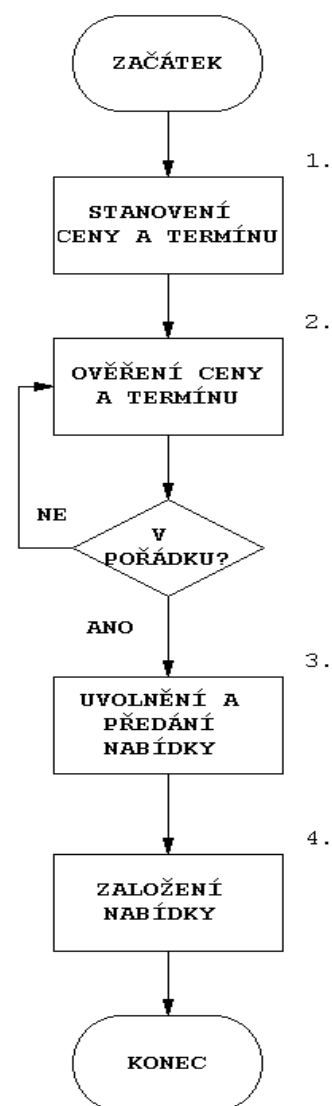 ZAČÁTEK
1.
STANOVENÍ
CENY A TERMÍNU
2.
OVĚŘENÍ CENY
A TERMÍNU
NE
V
POŘÁDKU?
ANO
3.
UVOLNĚNÍ A
PŘEDÁNÍ
NABÍDKY
4.
ZALOŽENÍ
NABÍDKY
KONEC